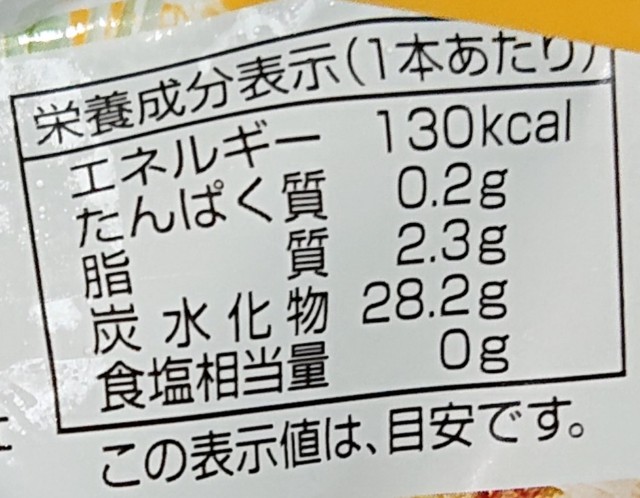 栄養成分表示(1本あたり)
エネルギー 130kcal
たんぱく質 0.2g
脂質 2.3g
炭水化物 28.2g
食塩相当量 0g
この表示値は、目安です。